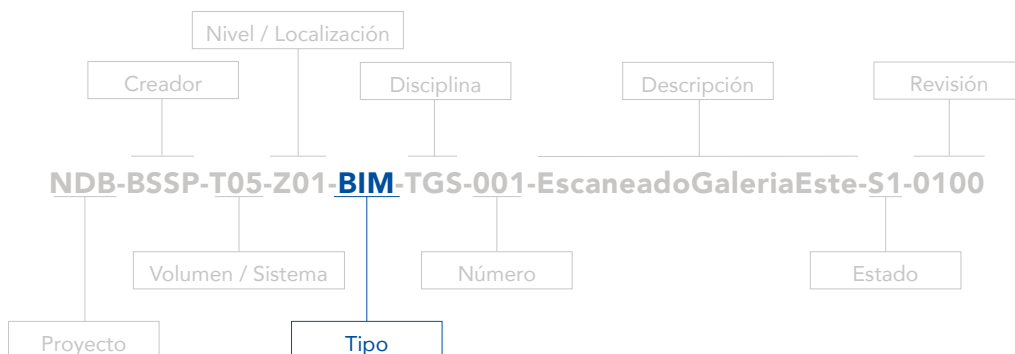 Nivel / Localización
Creador Disciplina Descripción Revisión
NDB-BSSP-T05-Z01-BIM-TGS-001-EscaneadoGaleriaEste-S1-0100
Volumen / Sistema Número Estado
Proyecto Tipo